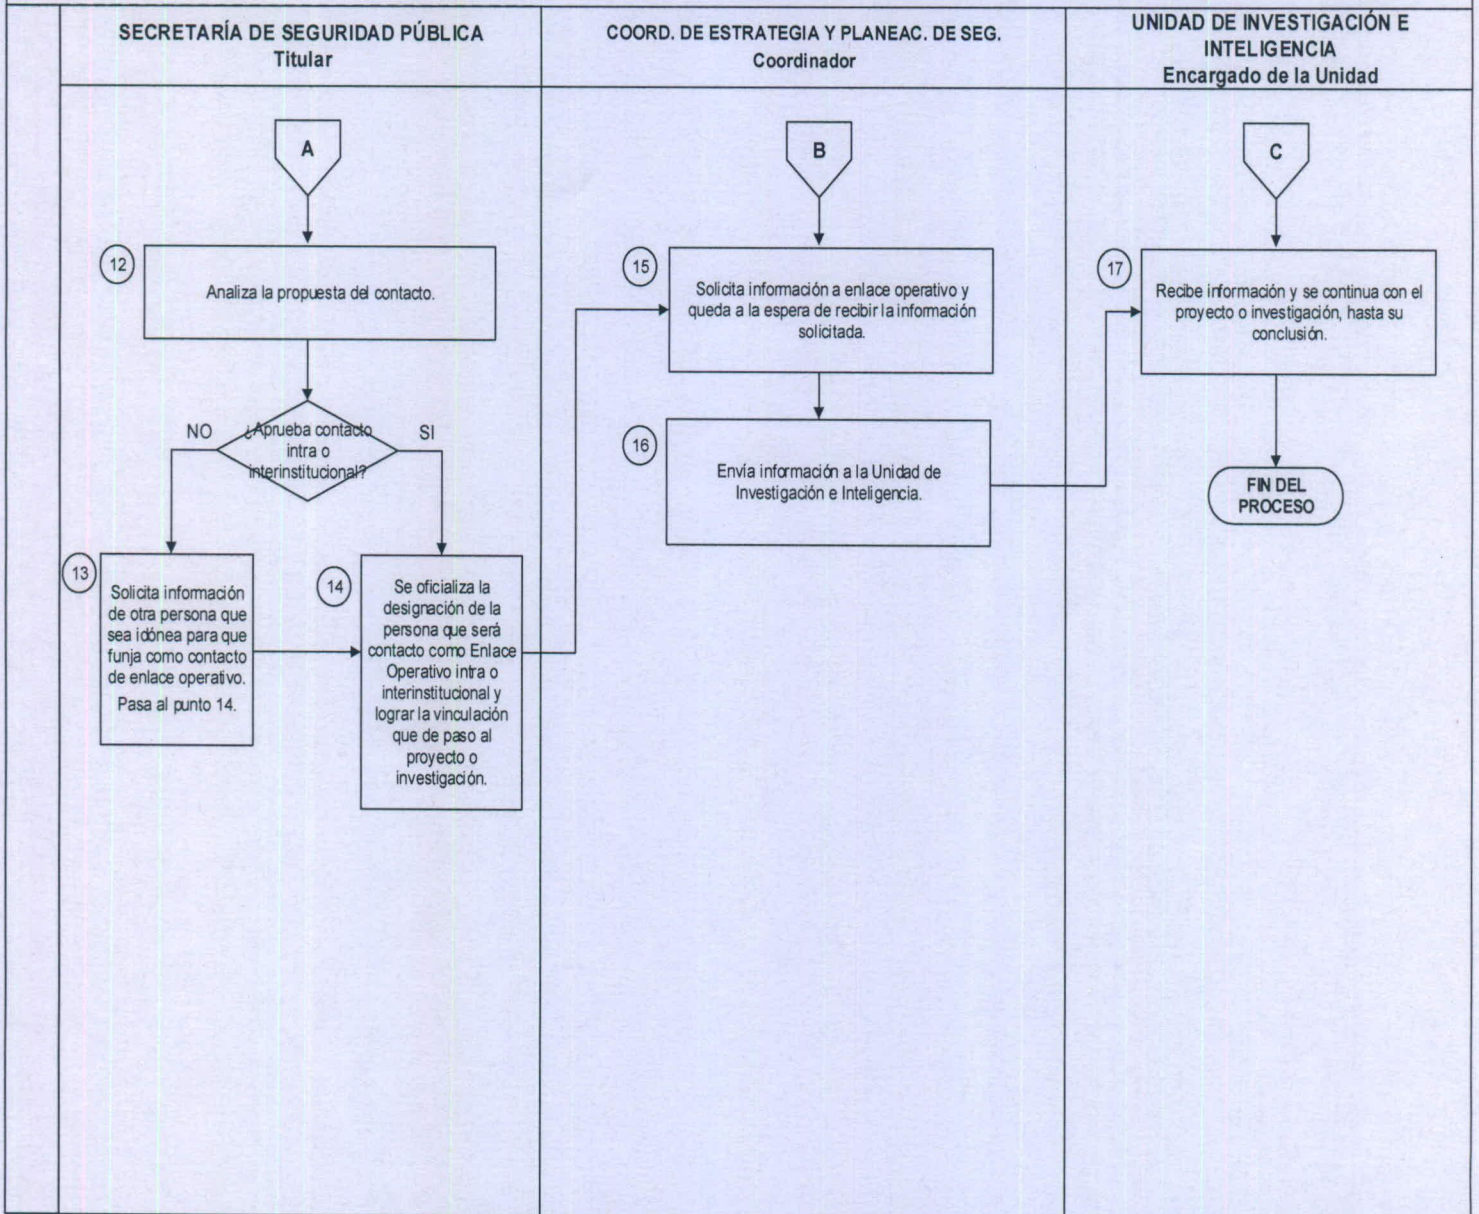 SECRETARÍA DE SEGURIDAD PÚBLICA
Titular
COORD. DE ESTRATEGIA Y PLANEAC. DE SEG.
Coordinador
UNIDAD DE INVESTIGACIÓN E
INTELIGENCIA
Encargado de la Unidad
A
12
Analiza la propuesta del contacto.
NO
¿Aprueba contacto
intra o
interinstitucional?
SI
13
Solicita información
de otra persona que
sea idónea para que
funja como contacto
de enlace operativo.
Pasa al punto 14.
14
Se oficializa la
designación de la
persona que será
contacto como Enlace
Operativo intra o
interinstitucional y
lograr la vinculación
que de paso al
proyecto o
investigación.
B
15
Solicita información a enlace operativo y
queda a la espera de recibir la información
solicitada.
16
Envía información a la Unidad de
Investigación e Inteligencia.
C
17
Recibe información y se continua con el
proyecto o investigación, hasta su
conclusión.
FIN DEL
PROCESO